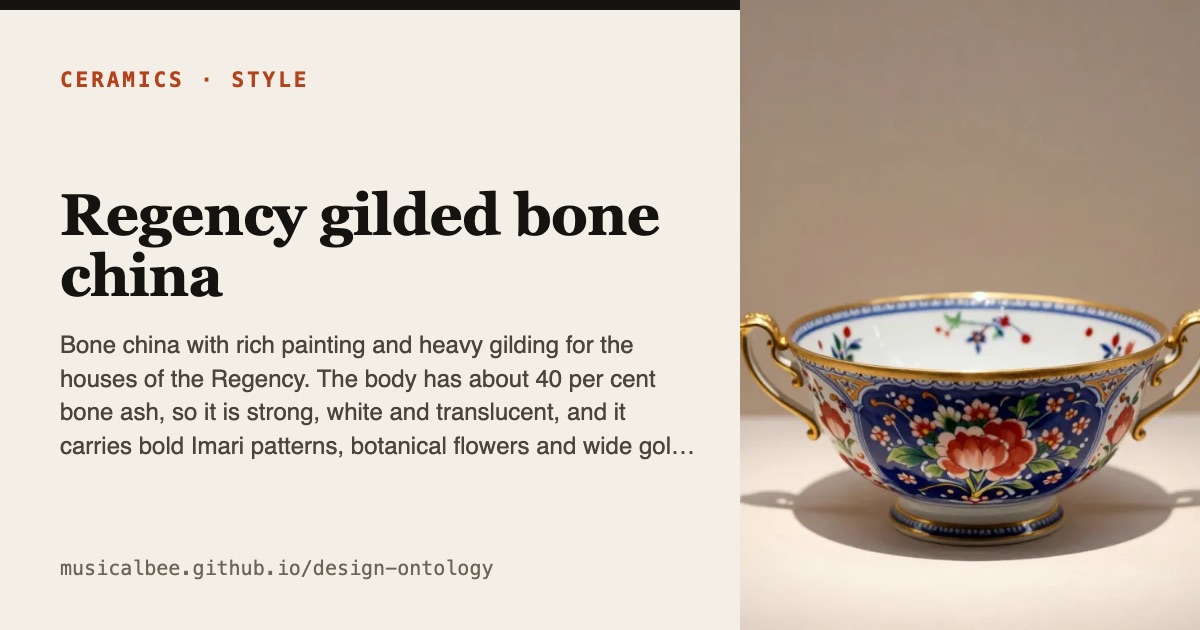 CERAMICS · STYLE
Regency gilded bone
china
Bone china with rich painting and heavy gilding for the
houses of the Regency. The body has about 40 per cent
bone ash, so it is strong, white and translucent, and it
carries bold Imari patterns, botanical flowers and wide gol…
musicalbee.github.io/design-ontology